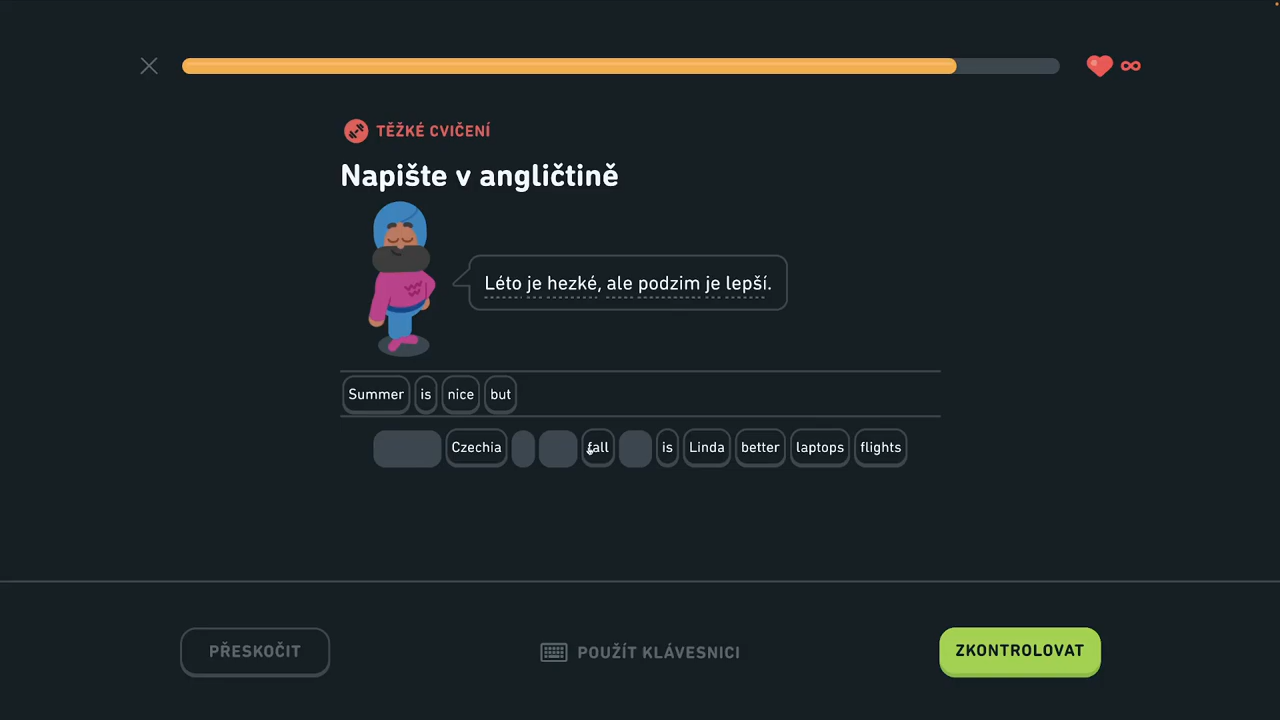 TĚŽKÉ CVIČENÍ
Napište v angličtině
Léto je hezké, ale podzim je lepší.
Summer is nice but
Czechia fall is Linda better laptops flights
PŘESKOČIT POUŽÍT KLÁVESNICI ZKONTROLOVAT